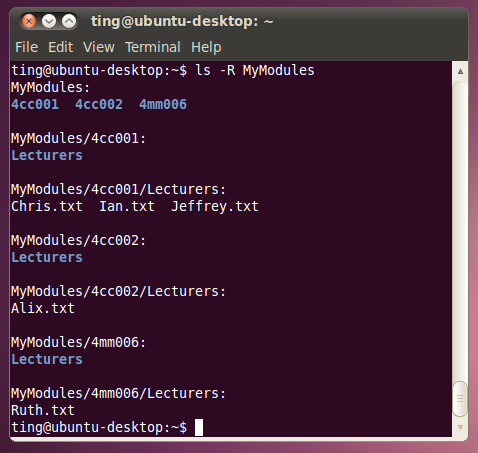 ting@ubuntu-desktop: ~
File Edit View Terminal Help
ting@ubuntu-desktop:~$ ls -R MyModules
MyModules:
4cc001  4cc002  4mm006

MyModules/4cc001:
Lecturers

MyModules/4cc001/Lecturers:
Chris.txt  Ian.txt  Jeffrey.txt

MyModules/4cc002:
Lecturers

MyModules/4cc002/Lecturers:
Alix.txt

MyModules/4mm006:
Lecturers

MyModules/4mm006/Lecturers:
Ruth.txt
ting@ubuntu-desktop:~$